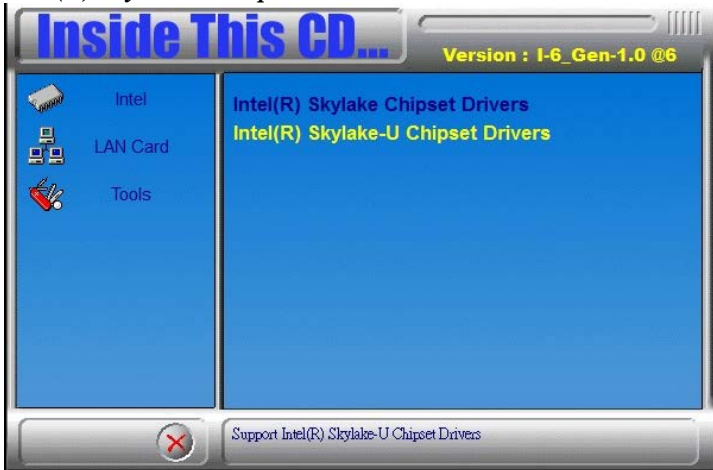 Inside This CD...
Version : I-6_Gen-1.0 @6
Intel
LAN Card
Tools
Intel(R) Skylake Chipset Drivers
Intel(R) Skylake-U Chipset Drivers
Support Intel(R) Skylake-U Chipset Drivers